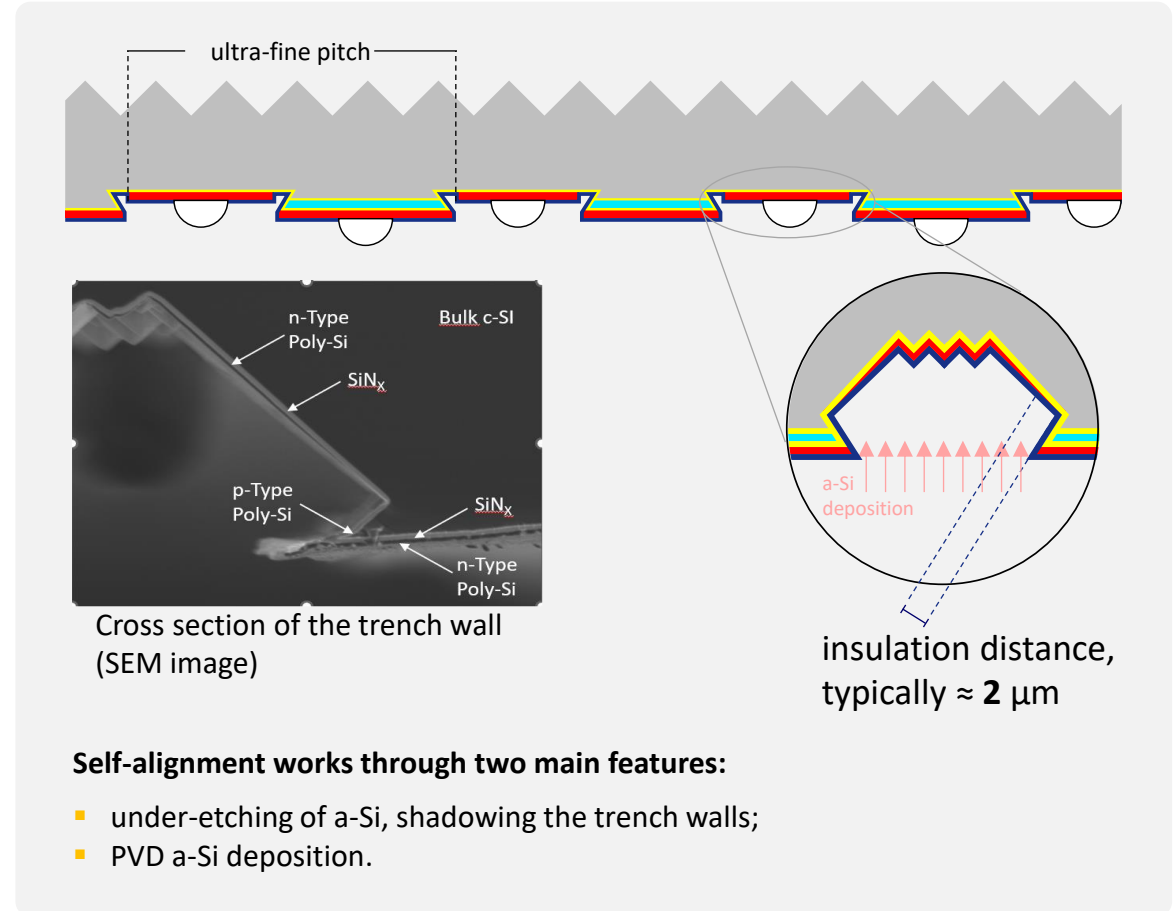 ultra-fine pitch
n-Type
Poly-Si
Bulk c-SI
SiNX
p-Type
Poly-Si
SiNX
n-Type
Poly-Si
a-Si
deposition
Cross section of the trench wall
(SEM image)
insulation distance,
typically ≈ 2 µm
Self-alignment works through two main features:
▪ under-etching of a-Si, shadowing the trench walls;
▪ PVD a-Si deposition.